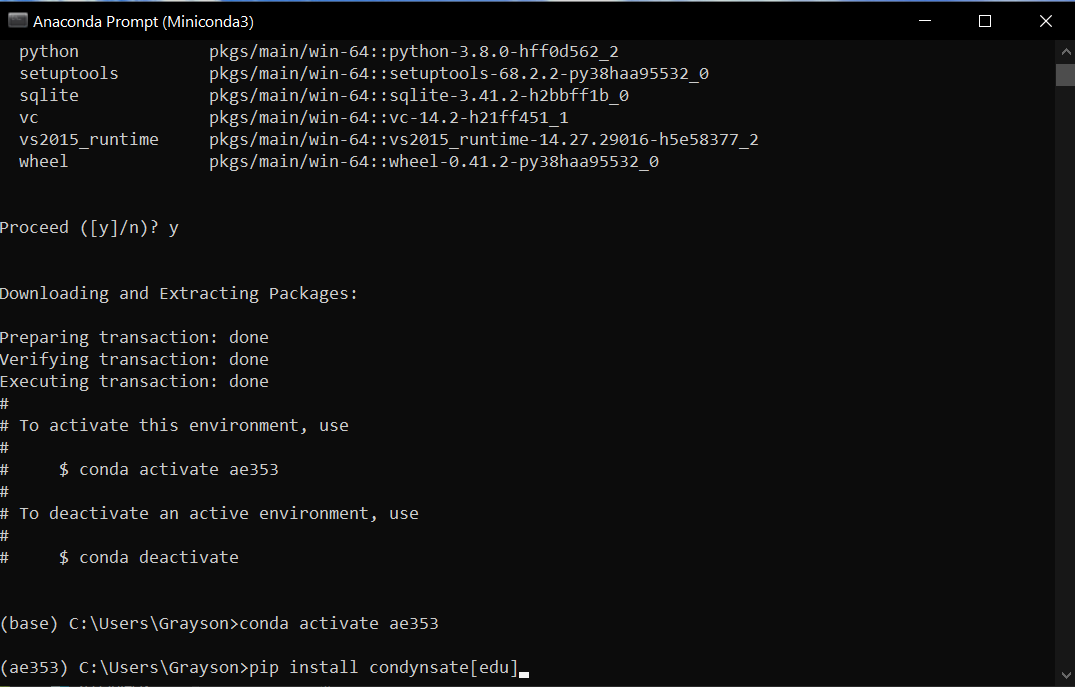 Anaconda Prompt (Miniconda3)
python pkgs/main/win-64::python-3.8.0-hff0d562_2
setuptools pkgs/main/win-64::setuptools-68.2.2-py38haa95532_0
sqlite pkgs/main/win-64::sqlite-3.41.2-h2bbff1b_0
vc pkgs/main/win-64::vc-14.2-h21ff451_1
vs2015_runtime pkgs/main/win-64::vs2015_runtime-14.27.29016-h5e58377_2
wheel pkgs/main/win-64::wheel-0.41.2-py38haa95532_0
Proceed ([y]/n)? y
Downloading and Extracting Packages:
Preparing transaction: done
Verifying transaction: done
Executing transaction: done
#
# To activate this environment, use
#
#     $ conda activate ae353
#
# To deactivate an active environment, use
#
#     $ conda deactivate
(base) C:\Users\Grayson>conda activate ae353
(ae353) C:\Users\Grayson>pip install condynsate[edu]